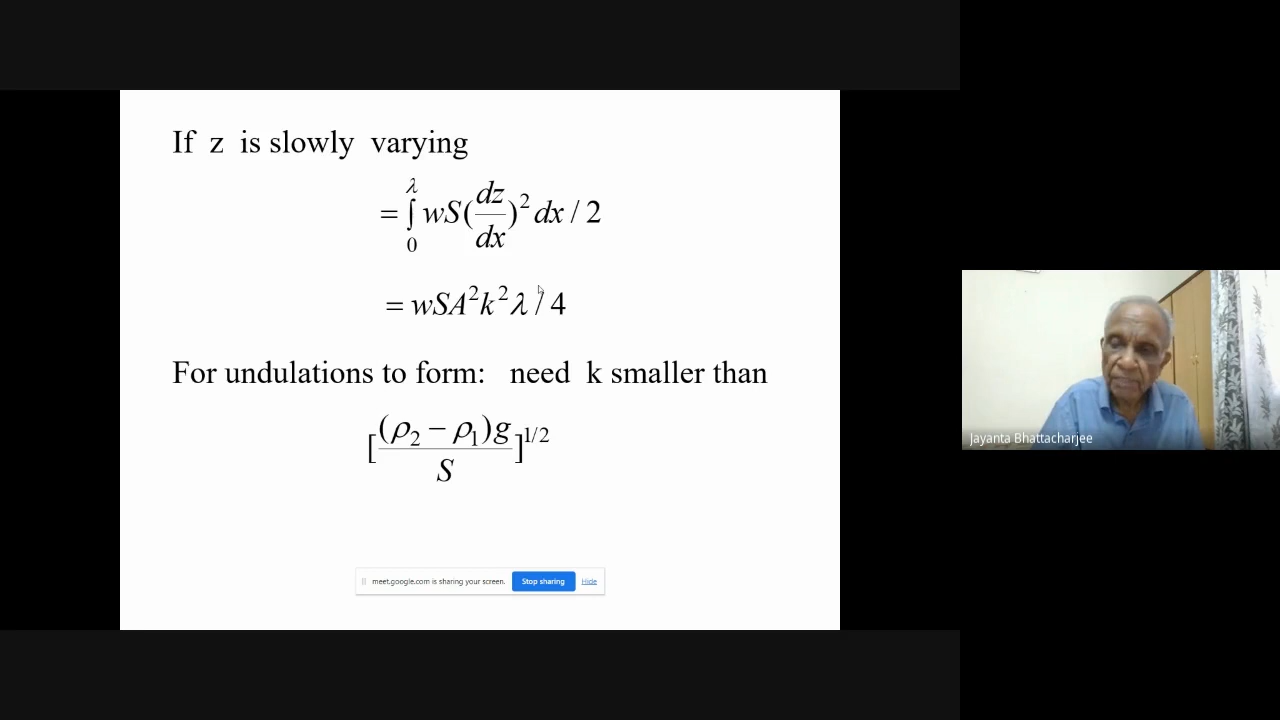 If z is slowly varying
= ∫₀^λ wS(dz/dx)² dx / 2
= wSA²k²λ / 4
For undulations to form: need k smaller than
[(ρ₂ − ρ₁)g / S]^1/2
meet.google.com is sharing your screen. Stop sharing Hide
Jayanta Bhattacharjee